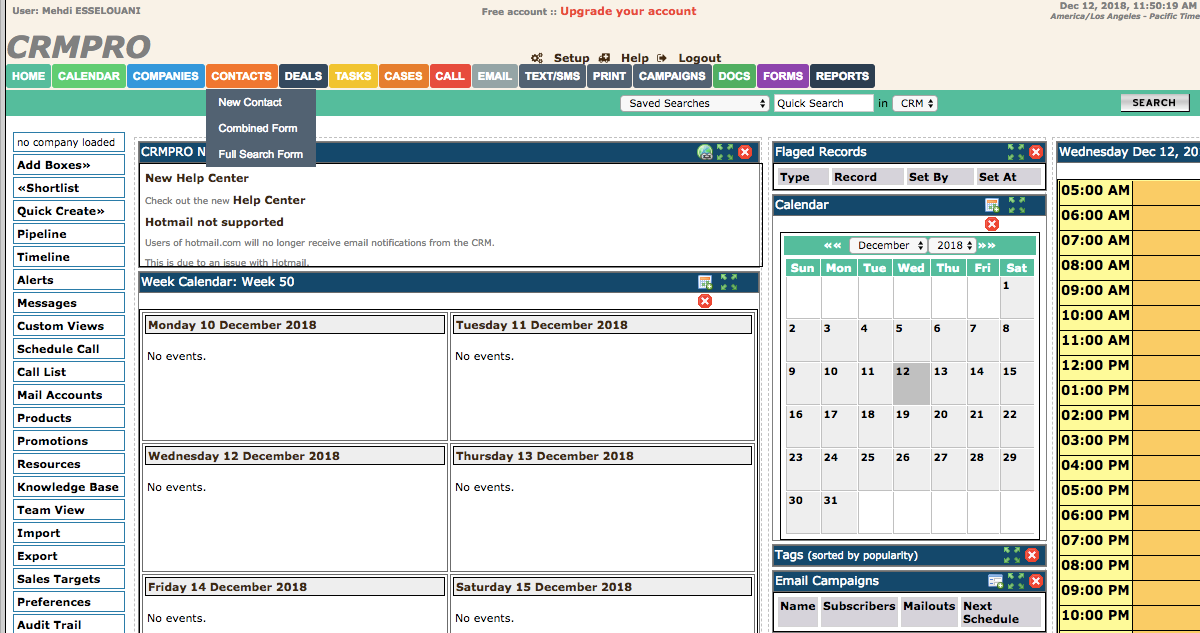 User: Mehdi ESSELOUANI
Free account :: Upgrade your account
Dec 12, 2018, 11:50:19 AM
America/Los Angeles - Pacific Time
CRMPRO
Setup Help Logout
HOME CALENDAR COMPANIES CONTACTS DEALS TASKS CASES CALL EMAIL TEXT/SMS PRINT CAMPAIGNS DOCS FORMS REPORTS
New Contact
Combined Form
Full Search Form
Saved Searches Quick Search in CRM SEARCH
no company loaded
Add Boxes»
«Shortlist
Quick Create»
Pipeline
Timeline
Alerts
Messages
Custom Views
Schedule Call
Call List
Mail Accounts
Products
Promotions
Resources
Knowledge Base
Team View
Import
Export
Sales Targets
Preferences
Audit Trail
CRMPRO N
New Help Center
Check out the new Help Center
Hotmail not supported
Users of hotmail.com will no longer receive email notifications from the CRM.
This is due to an issue with Hotmail.
Week Calendar: Week 50
Monday 10 December 2018
No events.
Tuesday 11 December 2018
No events.
Wednesday 12 December 2018
No events.
Thursday 13 December 2018
No events.
Friday 14 December 2018
No events.
Saturday 15 December 2018
No events.
Flaged Records
Type Record Set By Set At
Calendar
«« December 2018 »»
Sun Mon Tue Wed Thu Fri Sat
1
2 3 4 5 6 7 8
9 10 11 12 13 14 15
16 17 18 19 20 21 22
23 24 25 26 27 28 29
30 31
Tags (sorted by popularity)
Email Campaigns
Name Subscribers Mailouts Next
Schedule
Wednesday Dec 12, 20
05:00 AM
06:00 AM
07:00 AM
08:00 AM
09:00 AM
10:00 AM
11:00 AM
12:00 PM
01:00 PM
02:00 PM
03:00 PM
04:00 PM
05:00 PM
06:00 PM
07:00 PM
08:00 PM
09:00 PM
10:00 PM